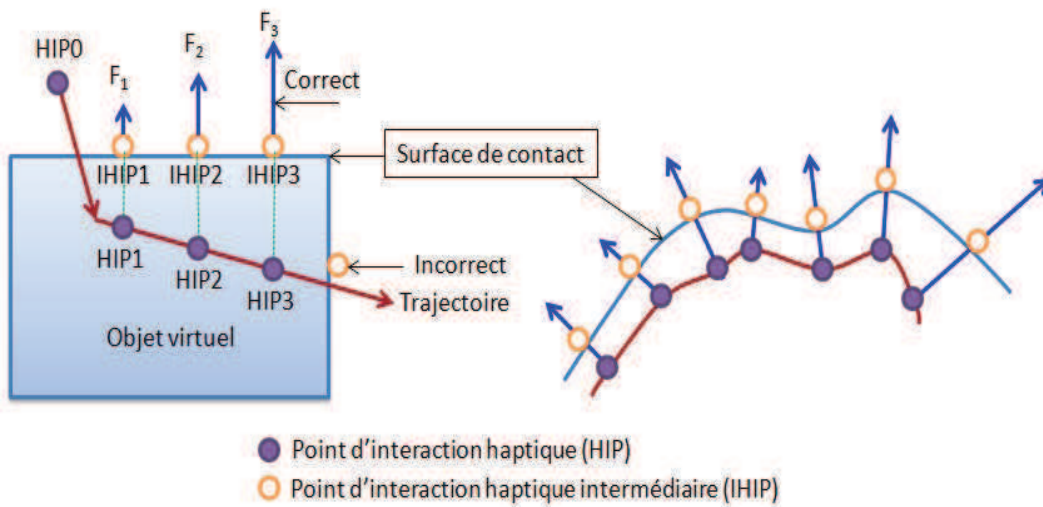 HIP0
F1
F2
F3
Correct
IHIP1
IHIP2
IHIP3
Surface de contact
HIP1
HIP2
HIP3
Incorrect
Trajectoire
Objet virtuel
Point d'interaction haptique (HIP)
Point d'interaction haptique intermédiaire (IHIP)